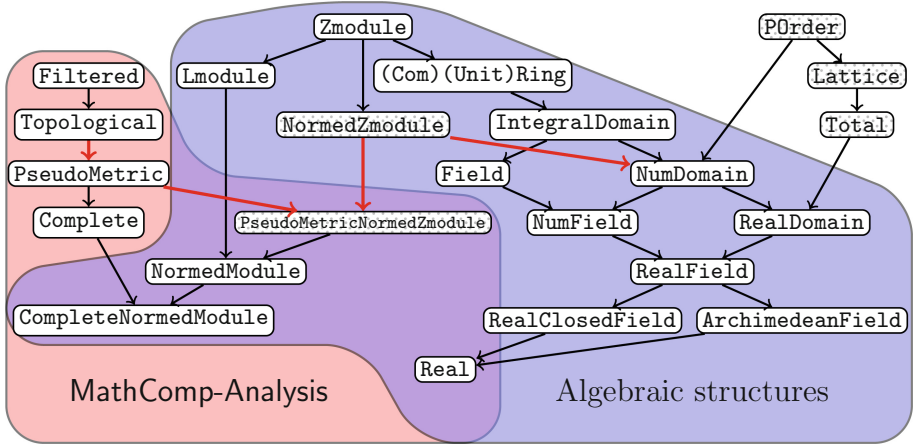 Zmodule
POrder
Filtered
Lmodule
(Com)(Unit)Ring
Lattice
Topological
NormedZmodule
IntegralDomain
Total
PseudoMetric
Field
NumDomain
Complete
PseudoMetricNormedZmodule
NumField
RealDomain
NormedModule
RealField
CompleteNormedModule
RealClosedField
ArchimedeanField
Real
MathComp-Analysis
Algebraic structures